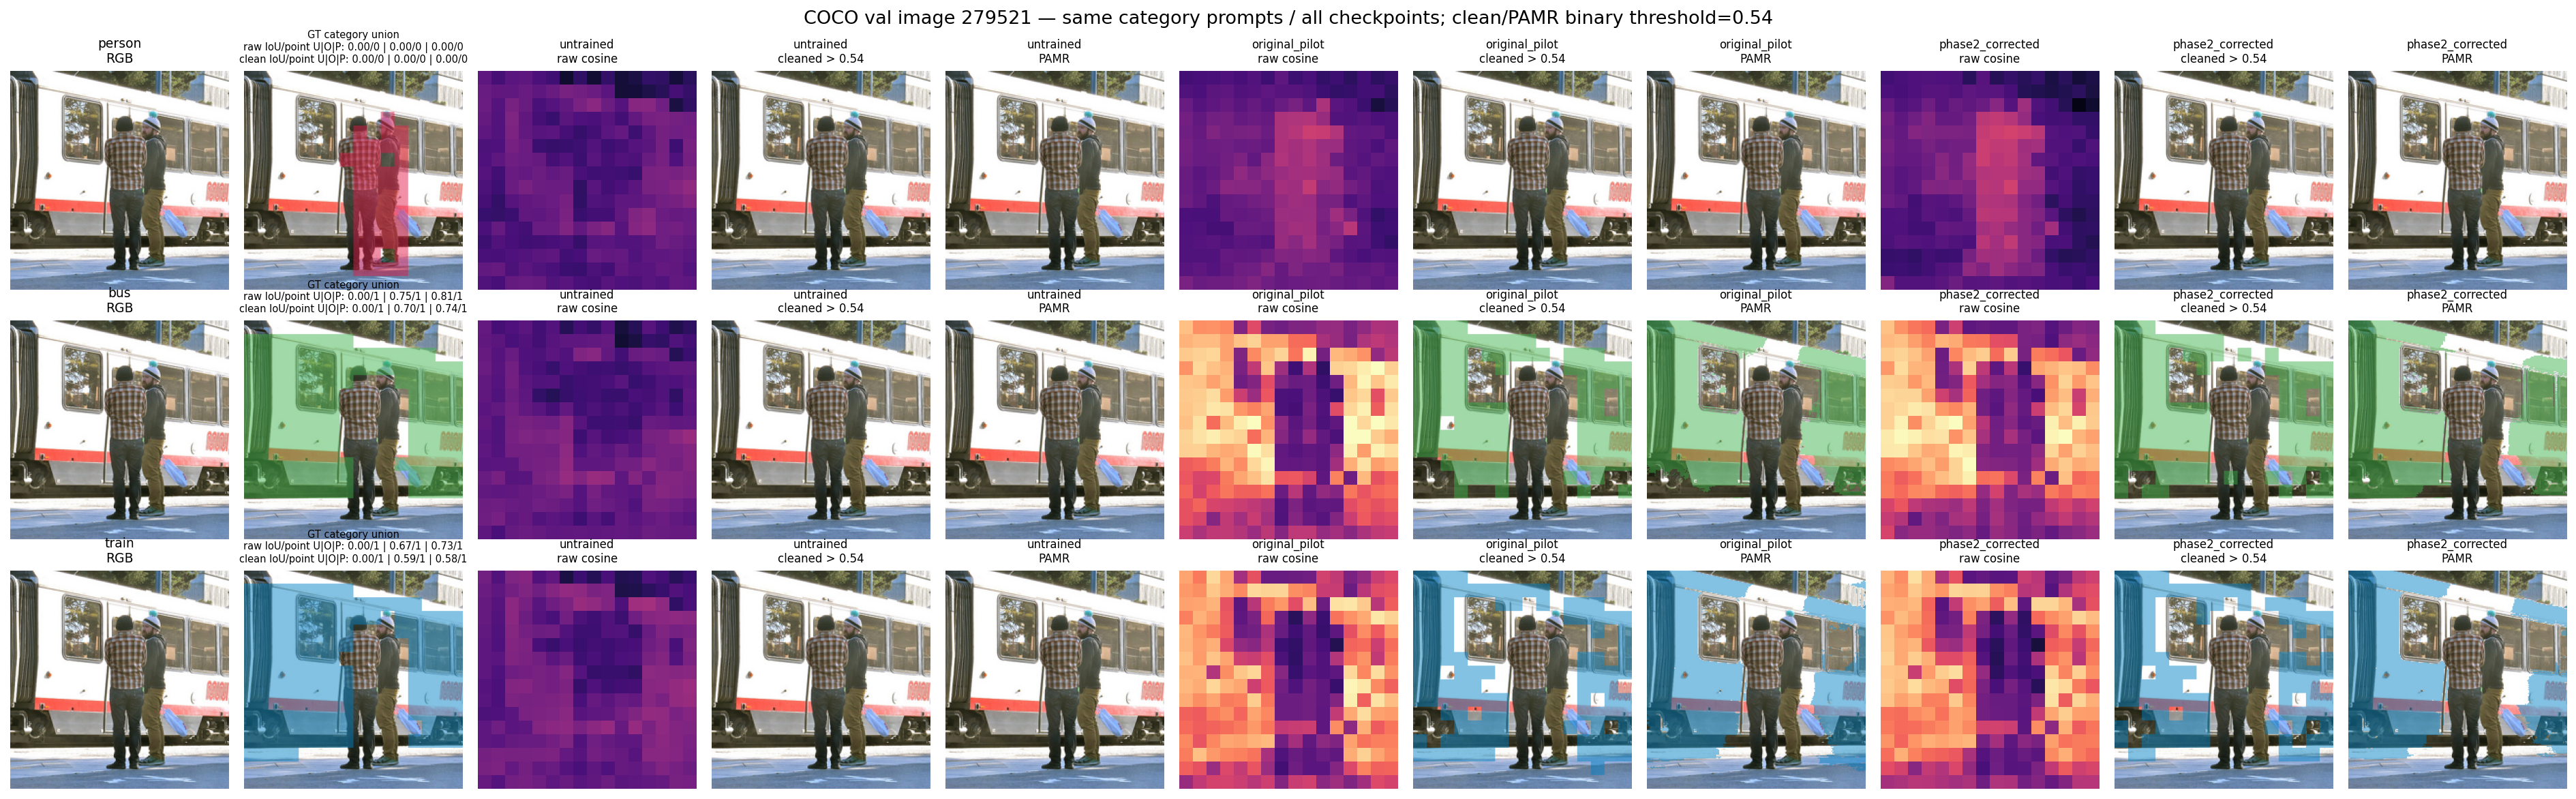 COCO val image 279521 — same category prompts / all checkpoints; clean/PAMR binary threshold=0.54
person
RGB
GT category union
raw IoU/point U|O|P: 0.00/0 | 0.00/0 | 0.00/0
clean IoU/point U|O|P: 0.00/0 | 0.00/0 | 0.00/0
untrained
raw cosine
untrained
cleaned > 0.54
untrained
PAMR
original_pilot
raw cosine
original_pilot
cleaned > 0.54
original_pilot
PAMR
phase2_corrected
raw cosine
phase2_corrected
cleaned > 0.54
phase2_corrected
PAMR
bus
RGB
GT category union
raw IoU/point U|O|P: 0.00/1 | 0.75/1 | 0.81/1
clean IoU/point U|O|P: 0.00/1 | 0.70/1 | 0.74/1
untrained
raw cosine
untrained
cleaned > 0.54
untrained
PAMR
original_pilot
raw cosine
original_pilot
cleaned > 0.54
original_pilot
PAMR
phase2_corrected
raw cosine
phase2_corrected
cleaned > 0.54
phase2_corrected
PAMR
train
RGB
GT category union
raw IoU/point U|O|P: 0.00/1 | 0.67/1 | 0.73/1
clean IoU/point U|O|P: 0.00/1 | 0.59/1 | 0.58/1
untrained
raw cosine
untrained
cleaned > 0.54
untrained
PAMR
original_pilot
raw cosine
original_pilot
cleaned > 0.54
original_pilot
PAMR
phase2_corrected
raw cosine
phase2_corrected
cleaned > 0.54
phase2_corrected
PAMR